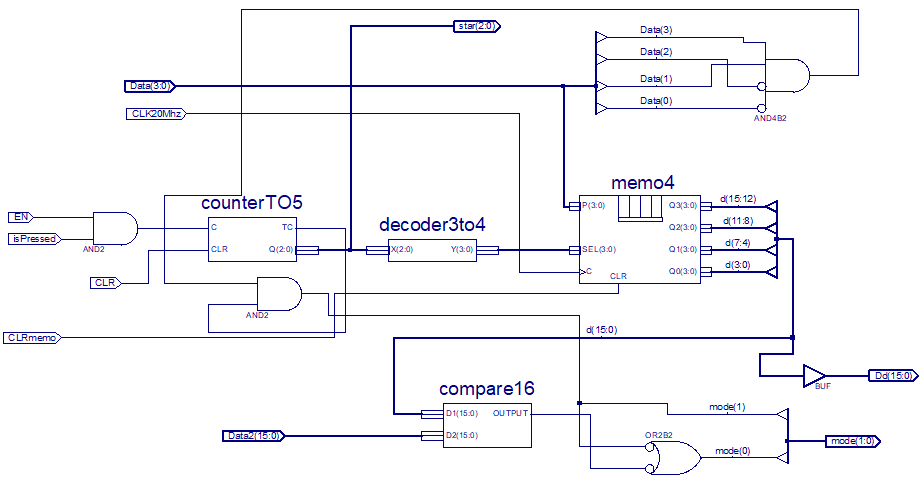 star(2:0)
Data(3)
Data(2)
Data(3:0)
Data(1)
Data(0)
CLK20Mhz
AND4B2
counterTO5
memo4
decoder3to4
EN
isPressed
AND2
C
TC
CLR
Q(2:0)
X(2:0)
Y(3:0)
P(3:0)
SEL(3:0)
C
CLR
Q3(3:0)
Q2(3:0)
Q1(3:0)
Q0(3:0)
d(15:12)
d(11:8)
d(7:4)
d(3:0)
CLR
AND2
CLRmemo
d(15:0)
BUF
Dd(15:0)
compare16
D1(15:0)
OUTPUT
D2(15:0)
Data2(15:0)
OR2B2
mode(1)
mode(0)
mode(1:0)